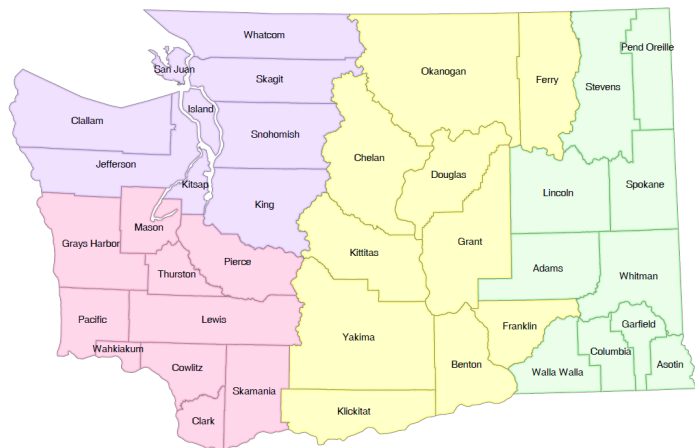 Whatcom
San Juan
Skagit
Okanogan
Ferry
Pend Oreille
Stevens
Island
Clallam
Snohomish
Chelan
Jefferson
Kitsap
Douglas
Lincoln
Spokane
King
Mason
Grays Harbor
Pierce
Kittitas
Grant
Thurston
Adams
Whitman
Pacific
Lewis
Wahkiakum
Yakima
Franklin
Garfield
Columbia
Cowlitz
Benton
Walla Walla
Asotin
Skamania
Clark
Klickitat